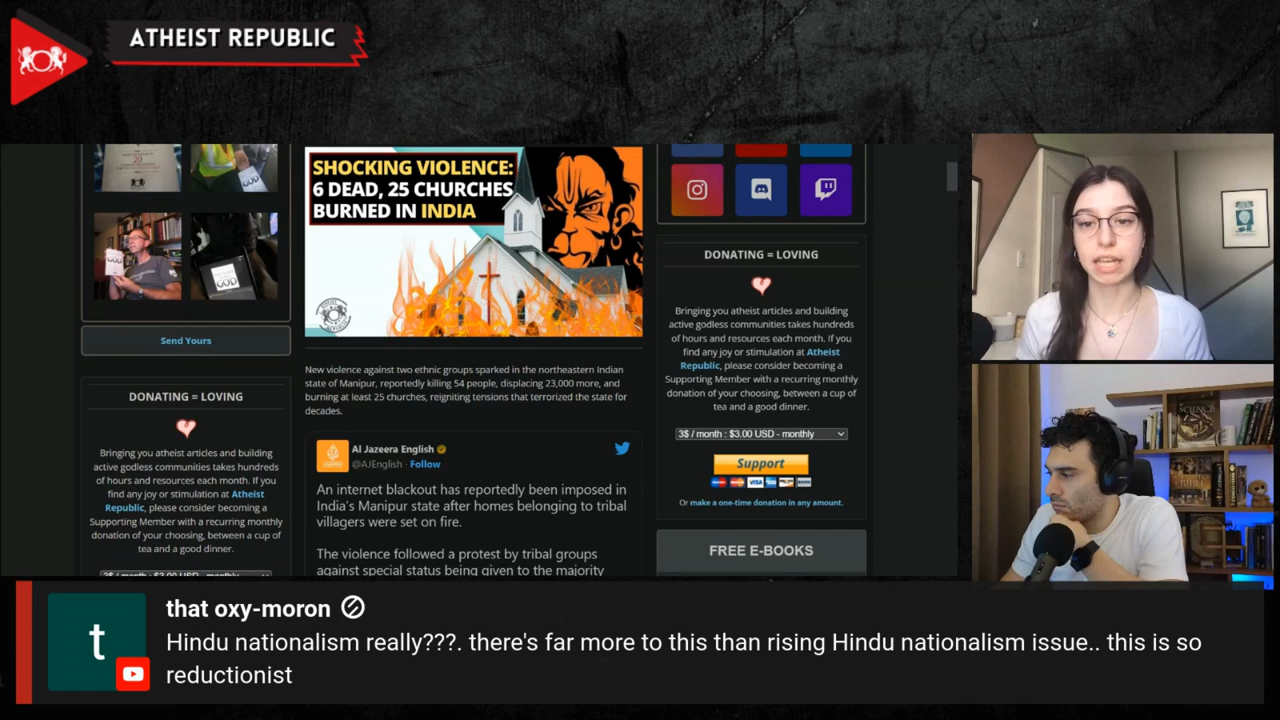 ATHEIST REPUBLIC
GOD
GOD
Send Yours
DONATING = LOVING
Bringing you atheist articles and building
active godless communities takes hundreds
of hours and resources each month. If you
find any joy or stimulation at Atheist
Republic, please consider becoming a
Supporting Member with a recurring monthly
donation of your choosing, between a cup of
tea and a good dinner.
3$ / month : $3.00 USD - monthly
SHOCKING VIOLENCE:
6 DEAD, 25 CHURCHES
BURNED IN INDIA
New violence against two ethnic groups sparked in the northeastern Indian
state of Manipur, reportedly killing 54 people, displacing 23,000 more, and
burning at least 25 churches, reigniting tensions that terrorized the state for
decades.
Al Jazeera English
@AJEnglish · Follow
An internet blackout has reportedly been imposed in
India's Manipur state after homes belonging to tribal
villagers were set on fire.
The violence followed a protest by tribal groups
against special status being given to the majority
DONATING = LOVING
Bringing you atheist articles and building
active godless communities takes hundreds
of hours and resources each month. If you
find any joy or stimulation at Atheist
Republic, please consider becoming a
Supporting Member with a recurring monthly
donation of your choosing, between a cup of
tea and a good dinner.
3$ / month : $3.00 USD - monthly
Support
VISA
Or make a one-time donation in any amount.
FREE E-BOOKS
SCIENCE
t
that oxy-moron
Hindu nationalism really???. there's far more to this than rising Hindu nationalism issue.. this is so
reductionist